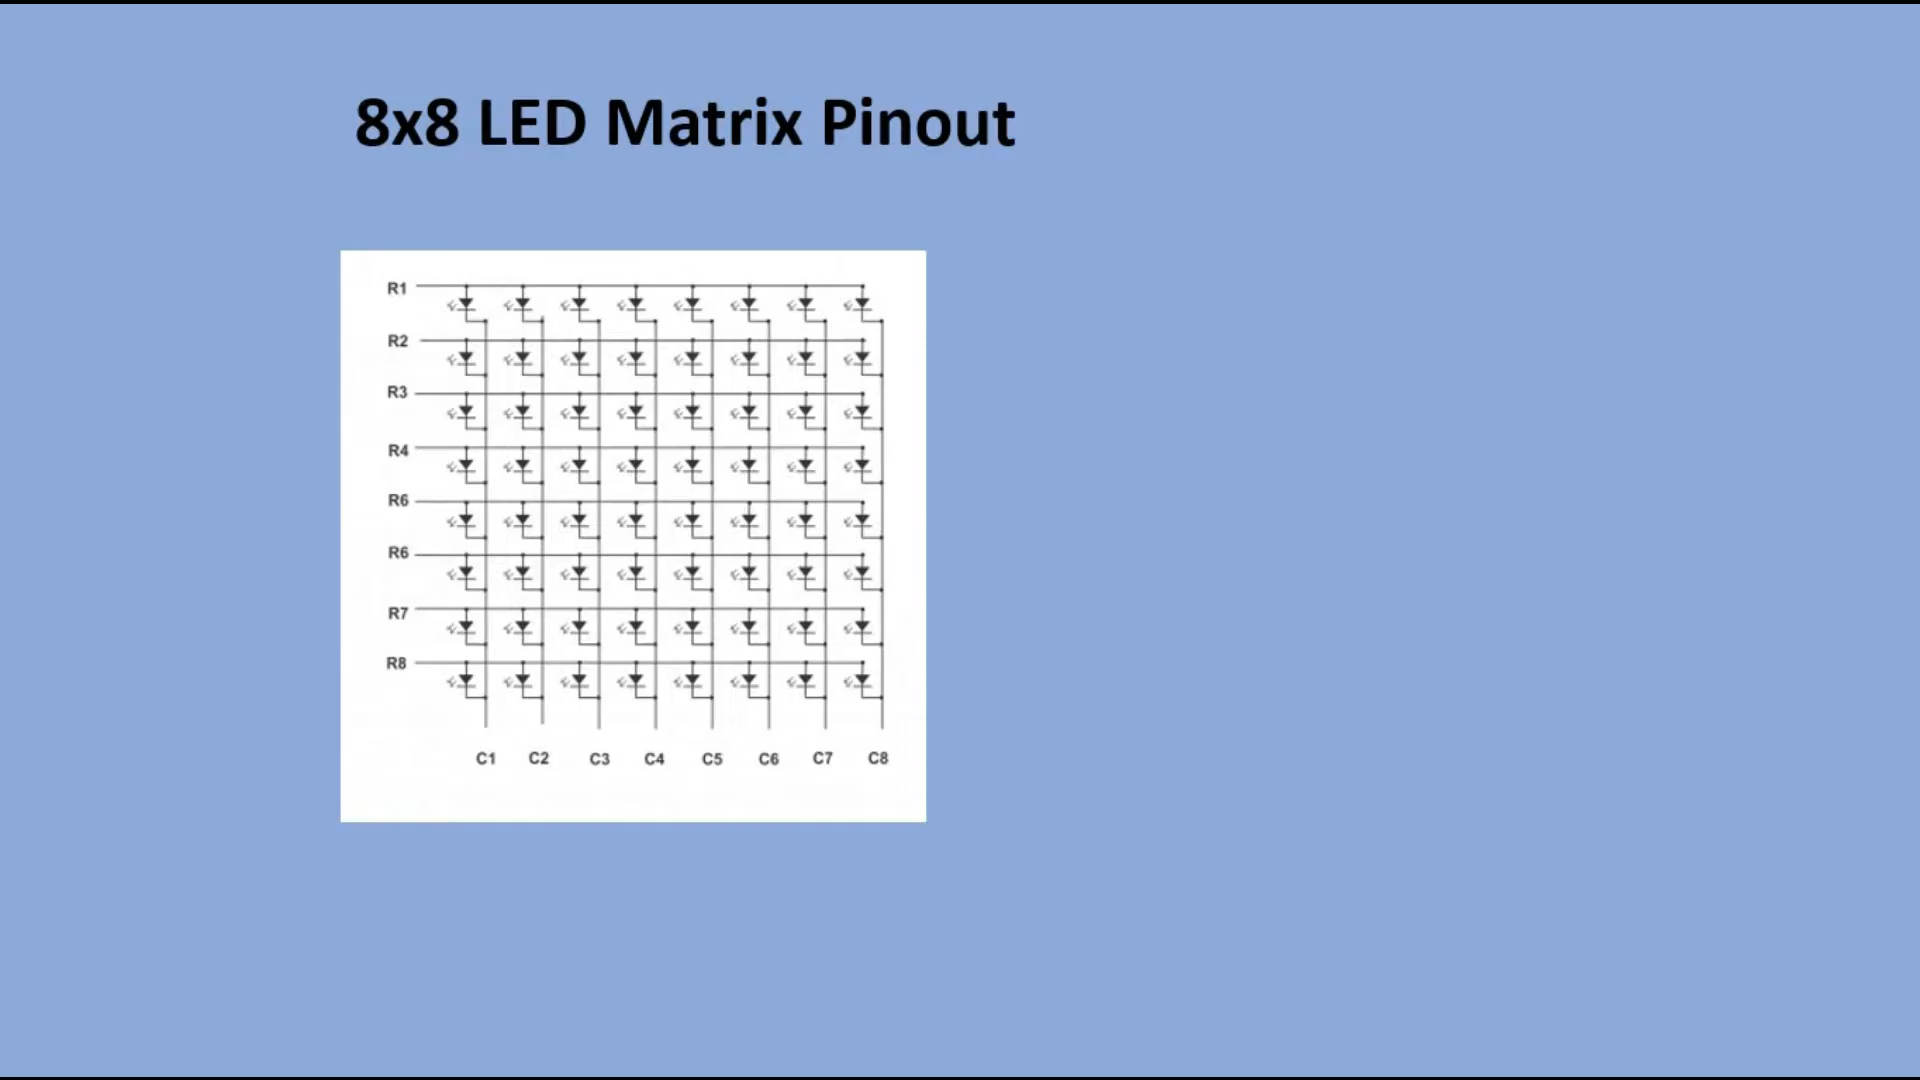 8x8 LED Matrix Pinout
R1
R2
R3
R4
R6
R6
R7
R8
C1 C2 C3 C4 C5 C6 C7 C8